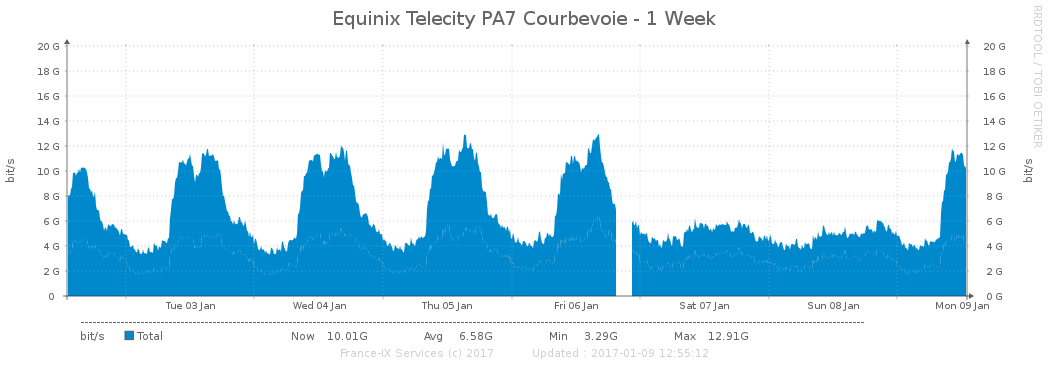 Equinix Telecity PA7 Courbevoie - 1 Week
RRDTOOL / TOBI OETIKER
bit/s
bit/s
20 G 20 G
18 G 18 G
16 G 16 G
14 G 14 G
12 G 12 G
10 G 10 G
8 G 8 G
6 G 6 G
4 G 4 G
2 G 2 G
0 0 G
Tue 03 Jan Wed 04 Jan Thu 05 Jan Fri 06 Jan Sat 07 Jan Sun 08 Jan Mon 09 Jan
bit/s Total Now 10.01G Avg 6.58G Min 3.29G Max 12.91G
France-IX Services (c) 2017 Updated : 2017-01-09 12:55:12